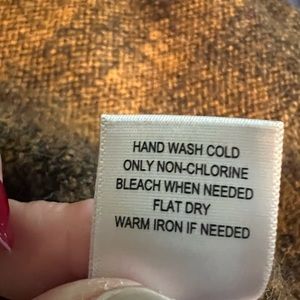 HAND WASH COLD
ONLY NON-CHLORINE
BLEACH WHEN NEEDED
FLAT DRY
WARM IRON IF NEEDED